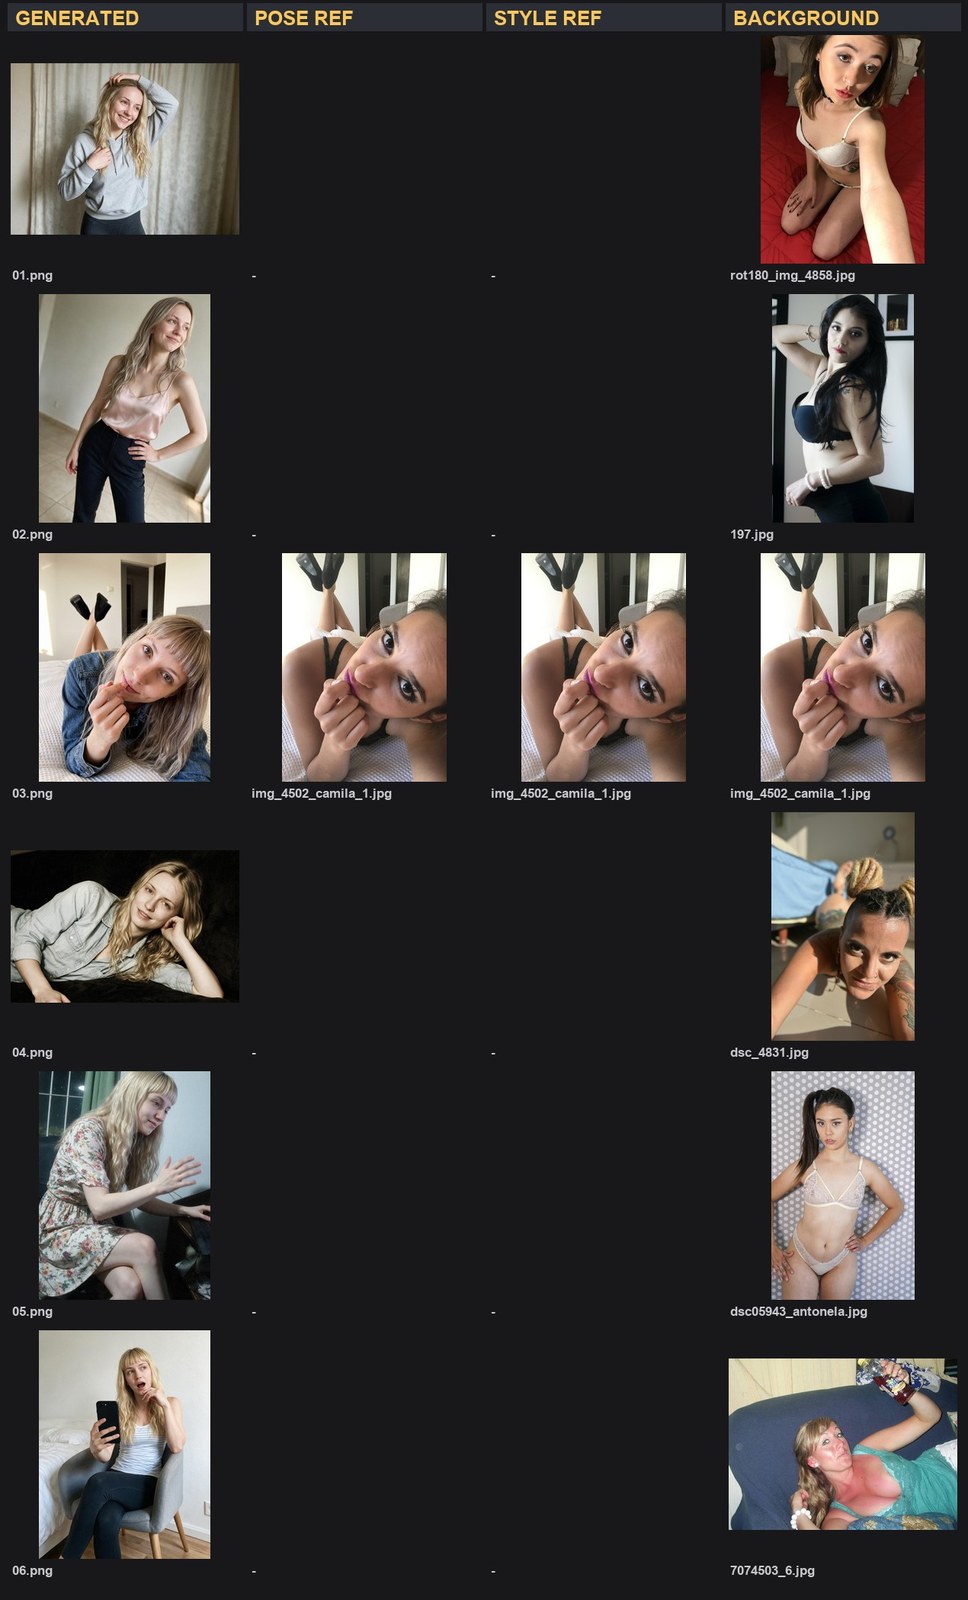 GENERATED POSE REF STYLE REF BACKGROUND
01.png - - rot180_img_4858.jpg
02.png - - 197.jpg
03.png img_4502_camila_1.jpg img_4502_camila_1.jpg img_4502_camila_1.jpg
04.png - - dsc_4831.jpg
05.png - - dsc05943_antonela.jpg
06.png - - 7074503_6.jpg